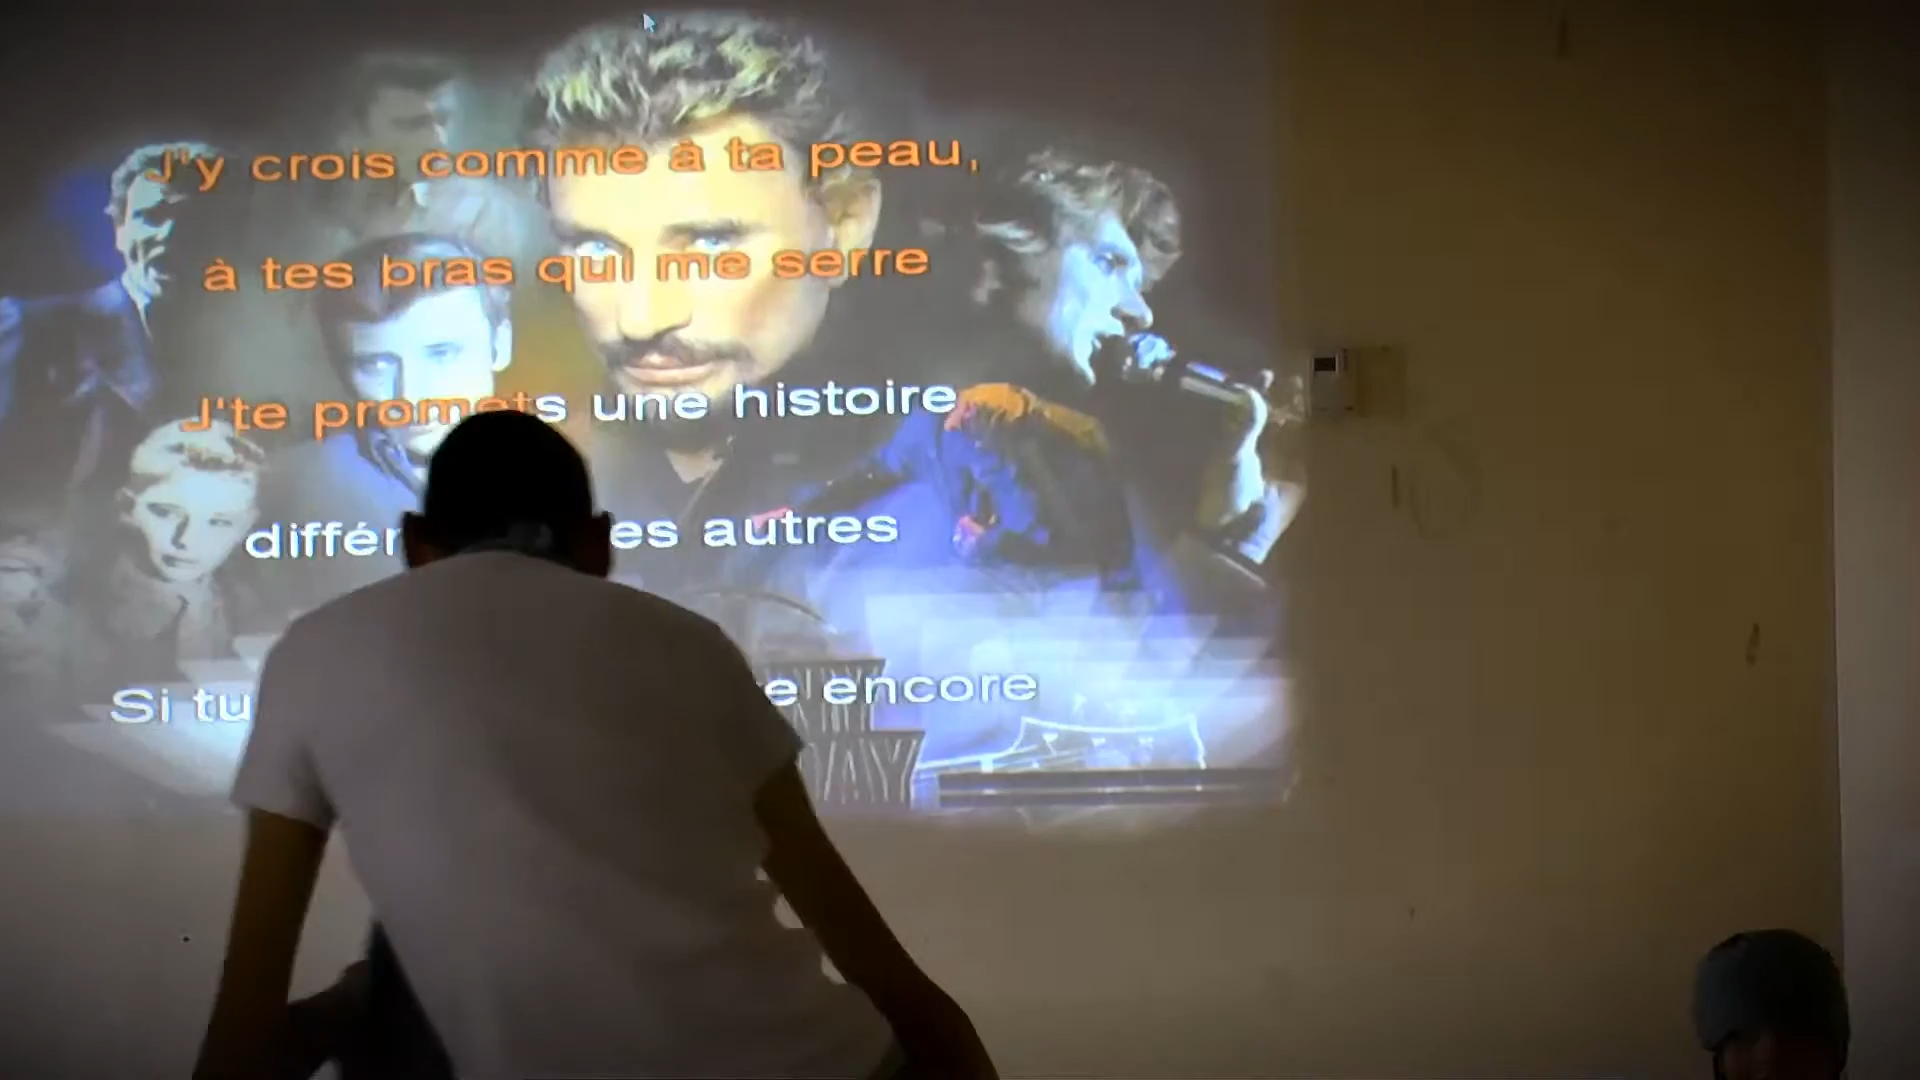 J'y crois comme à ta peau,
à tes bras qui me serre
J'te promets une histoire
différ es autres
Si tu e encore
DAY